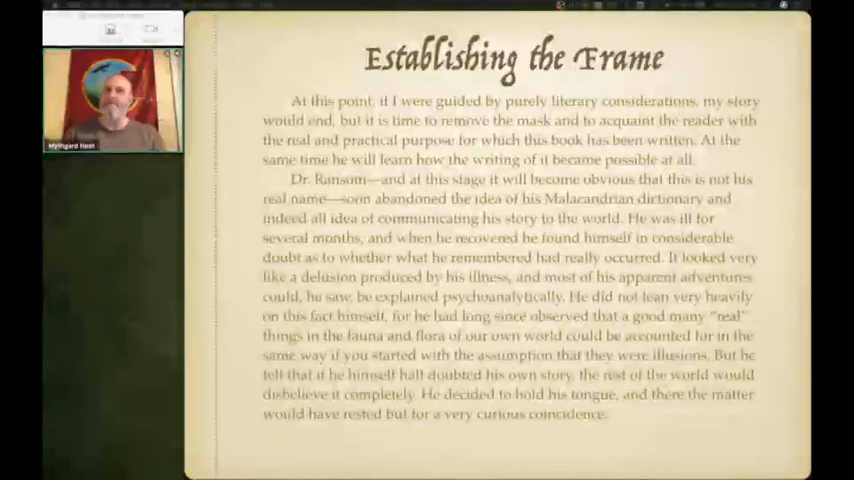 Establishing the Frame
At this point, if I were guided by purely literary considerations, my story
would end, but it is time to remove the mask and to acquaint the reader with
the real and practical purpose for which this book has been written. At the
same time he will learn how the writing of it became possible at all.
Dr. Ransom—and at this stage it will become obvious that this is not his
real name—soon abandoned the idea of his Malacandrian dictionary and
indeed all idea of communicating his story to the world. He was ill for
several months, and when he recovered he found himself in considerable
doubt as to whether what he remembered had really occurred. It looked very
like a delusion produced by his illness, and most of his apparent adventures
could, he saw, be explained psychoanalytically. He did not lean very heavily
on this fact himself, for he had long since observed that a good many "real"
things in the fauna and flora of our own world could be accounted for in the
same way if you started with the assumption that they were illusions. But he
felt that if he himself half doubted his own story, the rest of the world would
disbelieve it completely. He decided to hold his tongue, and there the matter
would have rested but for a very curious coincidence.
Mythgard Host